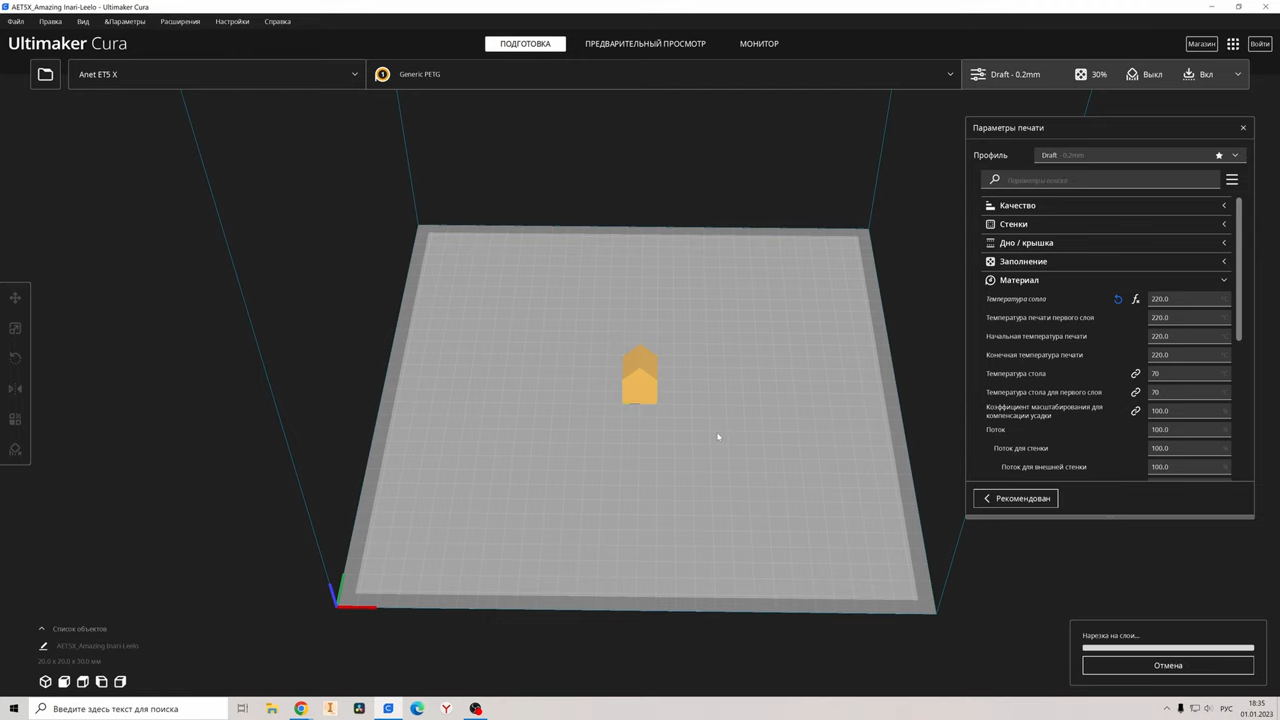 AET5X_Amazing Inari-Leelo - Ultimaker Cura
Файл Правка Вид &Параметры Расширения Настройки Справка
Ultimaker Cura
ПОДГОТОВКА ПРЕДВАРИТЕЛЬНЫЙ ПРОСМОТР МОНИТОР
Магазин Войти
Anet ET5 X 1 Generic PETG Draft - 0.2mm 30% Выкл Вкл
Параметры печати
Профиль Draft - 0.2mm
Параметры поиска
Качество
Стенки
Дно / крышка
Заполнение
Материал
Температура сопла 220.0 °C
Температура печати первого слоя 220.0 °C
Начальная температура печати 220.0 °C
Конечная температура печати 220.0 °C
Температура стола 70 °C
Температура стола для первого слоя 70 °C
Коэффициент масштабирования для
компенсации усадки 100.0 %
Поток 100.0 %
Поток для стенки 100.0 %
Поток для внешней стенки 100.0 %
Рекомендован
Список объектов
AET5X_Amazing Inari-Leelo
20.0 x 20.0 x 30.0 мм
Нарезка на слои...
Отмена
Введите здесь текст для поиска
РУС
18:35
01.01.2023